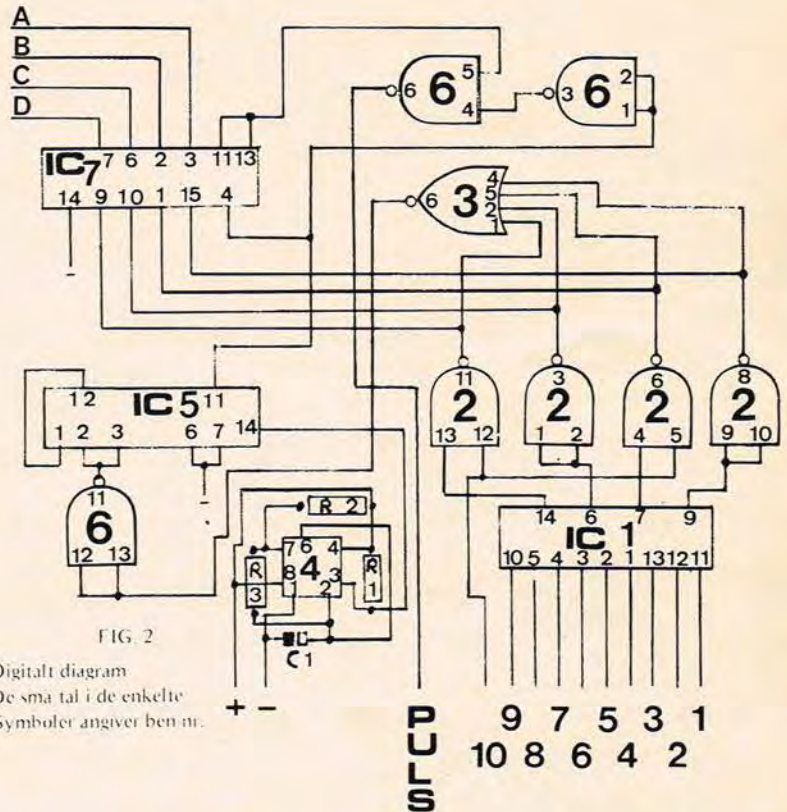 A
B
C
D
5
6
6
4
3
6
2
1
7 6 2 3 11 13
IC7
14 9 10 1 15 4
6
3
4
5
2
1
12 IC 5 11
1 2 3 6 7 14
11
6
12 13
11
2
13 12
3
2
1 2
6
2
4 5
8
2
9 10
14 6 7 9
IC 1
10 5 4 3 2 1 13 12 11
R 2
R 3
7 6 4
4
8 1 2 3
R 1
C 1
-
-
+ -
FIG. 2
Digitalt diagram
De små tal i de enkelte
Symboler angiver ben nr.
PULS
9 7 5 3 1
10 8 6 4 2